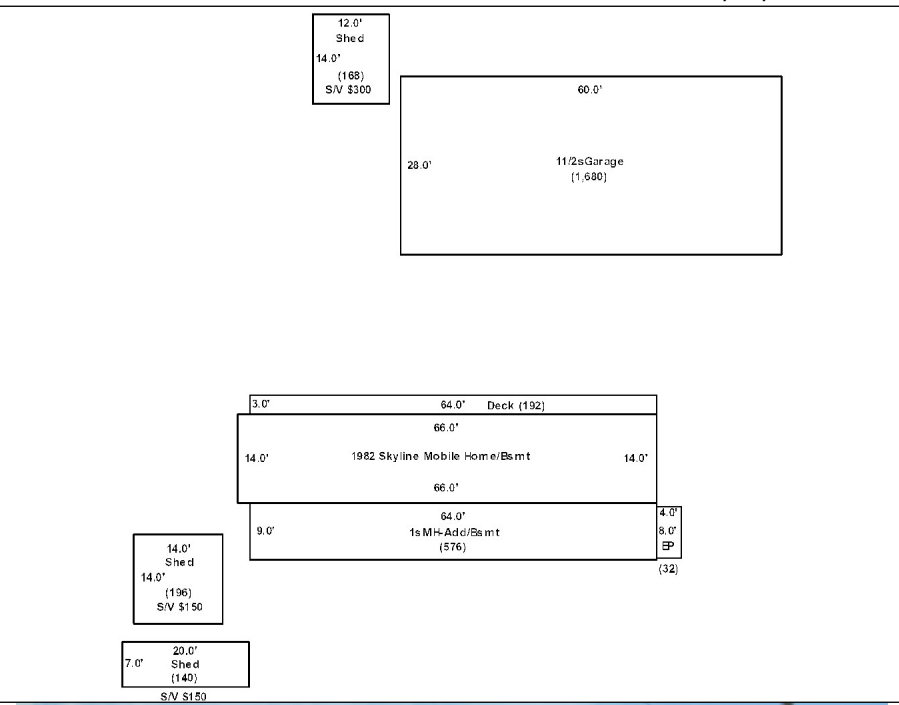 12.0'
Shed
14.0'
(168)
S/V $300
60.0'
28.0'
11/2sGarage
(1,680)
3.0'
64.0' Deck (192)
66.0'
14.0'
1982 Skyline Mobile Home/Bsmt
14.0'
66.0'
64.0'
9.0'
1sMH-Add/Bsmt
(576)
4.0'
8.0'
EP
(32)
14.0'
Shed
14.0'
(196)
S/V $150
20.0'
7.0'
Shed
(140)
S/V $150